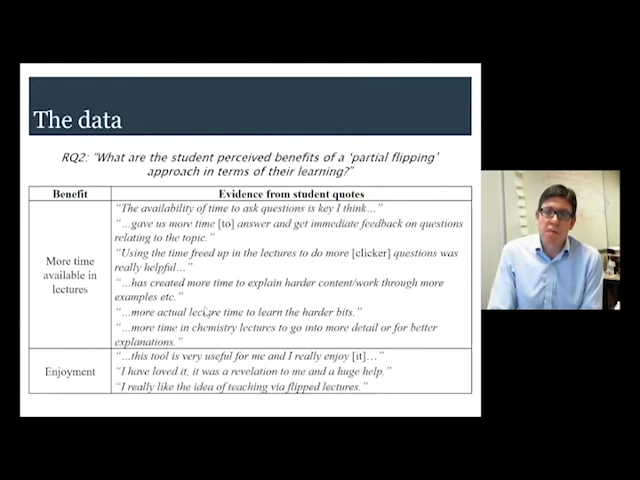 The data
RQ2: "What are the student perceived benefits of a 'partial flipping'
approach in terms of their learning?"
Benefit
Evidence from student quotes
More time
available in
lectures
"The availability of time to ask questions is key I think…"
"…gave us more time [to] answer and get immediate feedback on questions
relating to the topic."
"Using the time freed up in the lectures to do more [clicker] questions was
really helpful…"
"…has created more time to explain harder content/work through more
examples etc."
"…more actual lecture time to learn the harder bits."
"…more time in chemistry lectures to go into more detail or for better
explanations."
Enjoyment
"…this tool is very useful for me and I really enjoy [it]…"
"I have loved it, it was a revelation to me and a huge help."
"I really like the idea of teaching via flipped lectures."